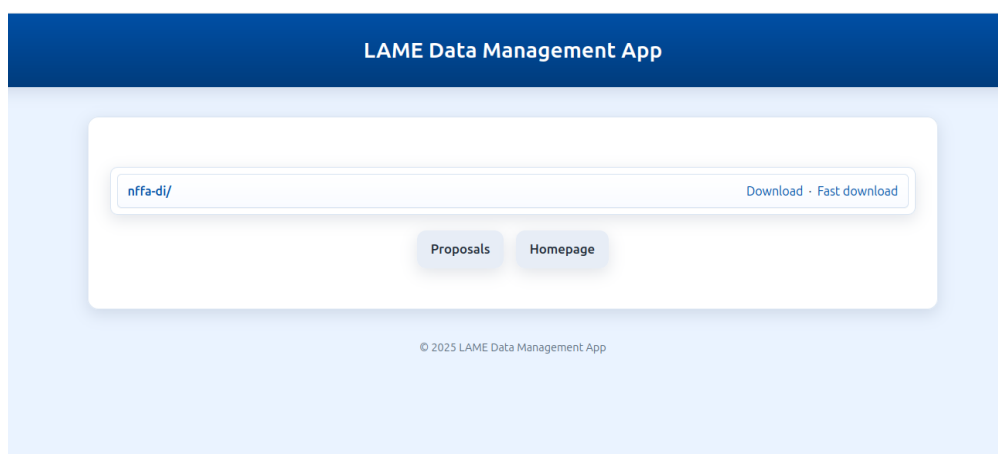 LAME Data Management App
nffa-di/ Download · Fast download
Proposals Homepage
© 2025 LAME Data Management App